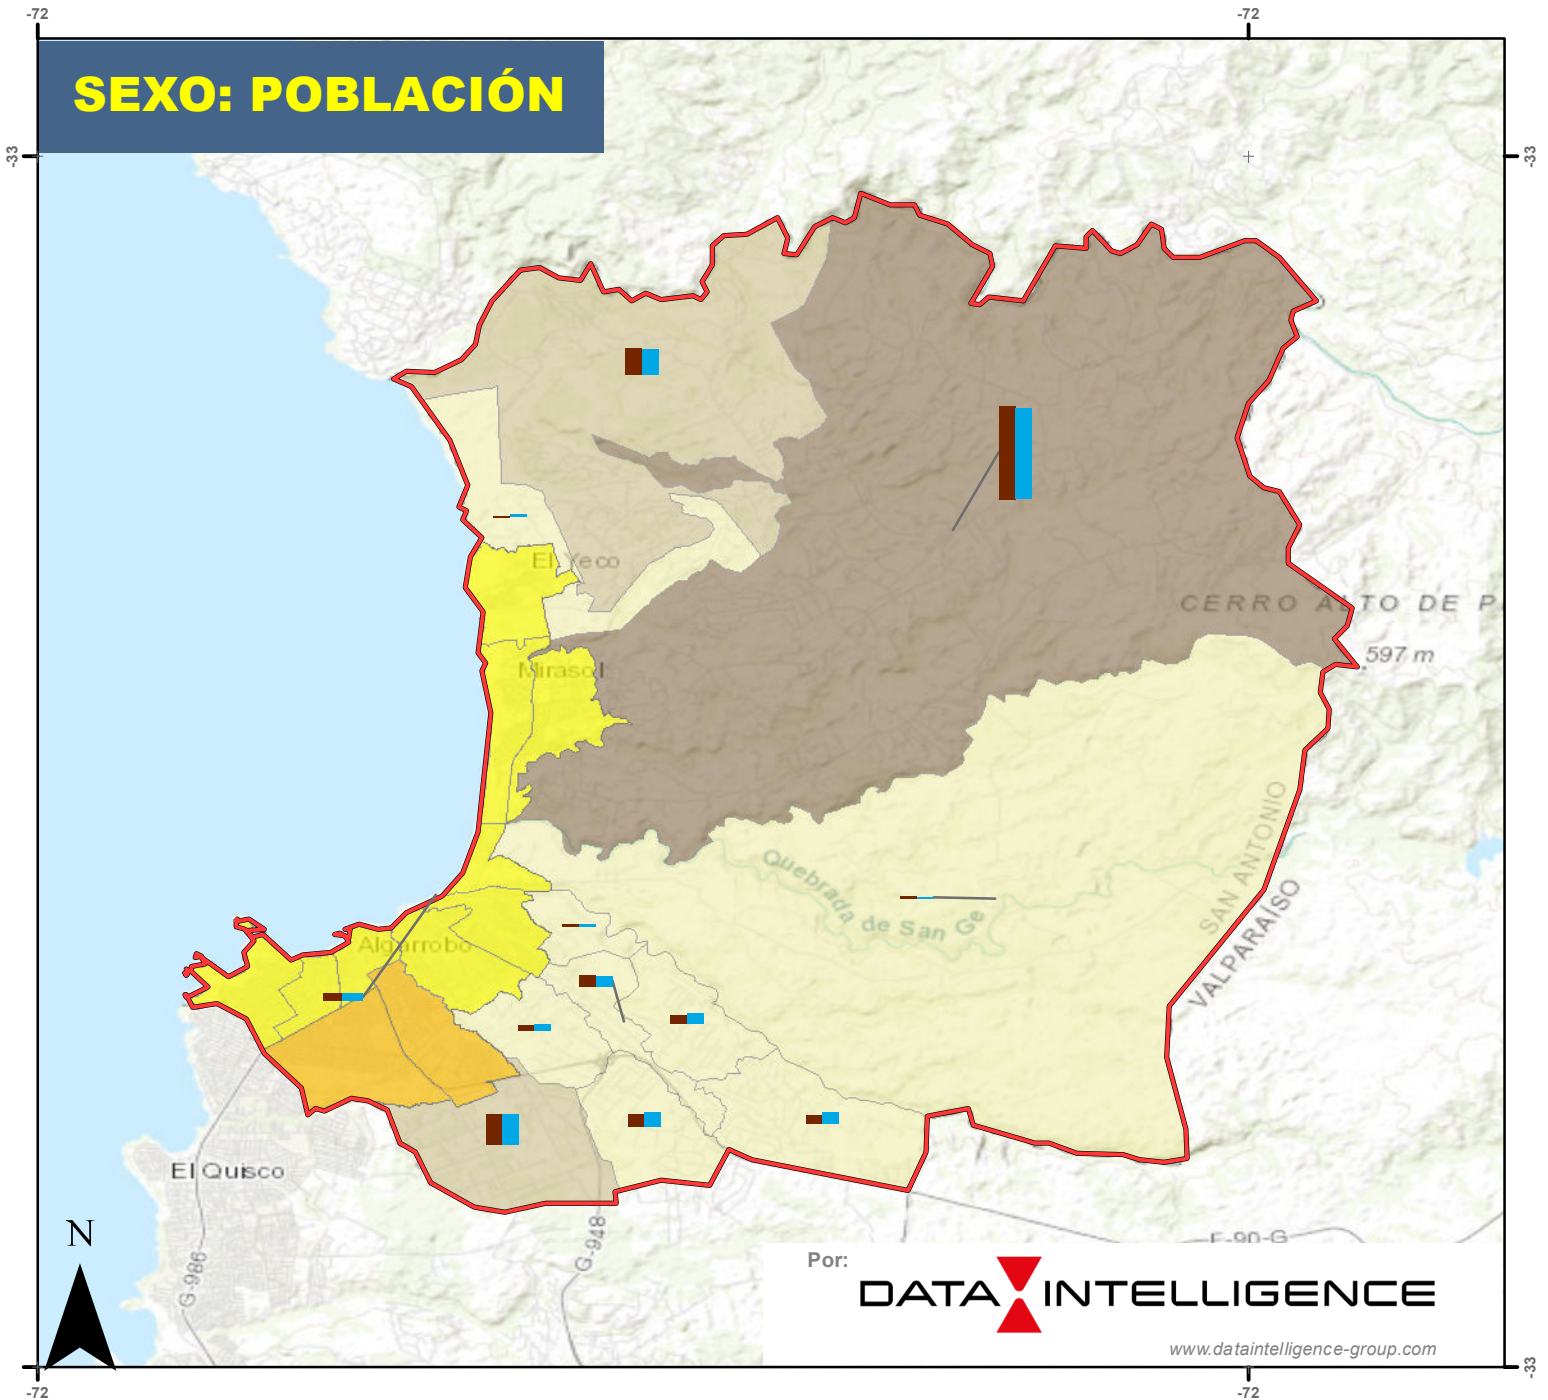 -72
-72
SEXO: POBLACIÓN
-33
-33
El Yeco
CERRO ALTO DE P
Mirasol
597 m
Quebrada de San Ge
SAN ANTONIO
VALPARAÍSO
Algarrobo
El Quisco
N
G-948
G-986
F-90-G
Por:
DATA INTELLIGENCE
www.dataintelligence-group.com
-33
-72
-72